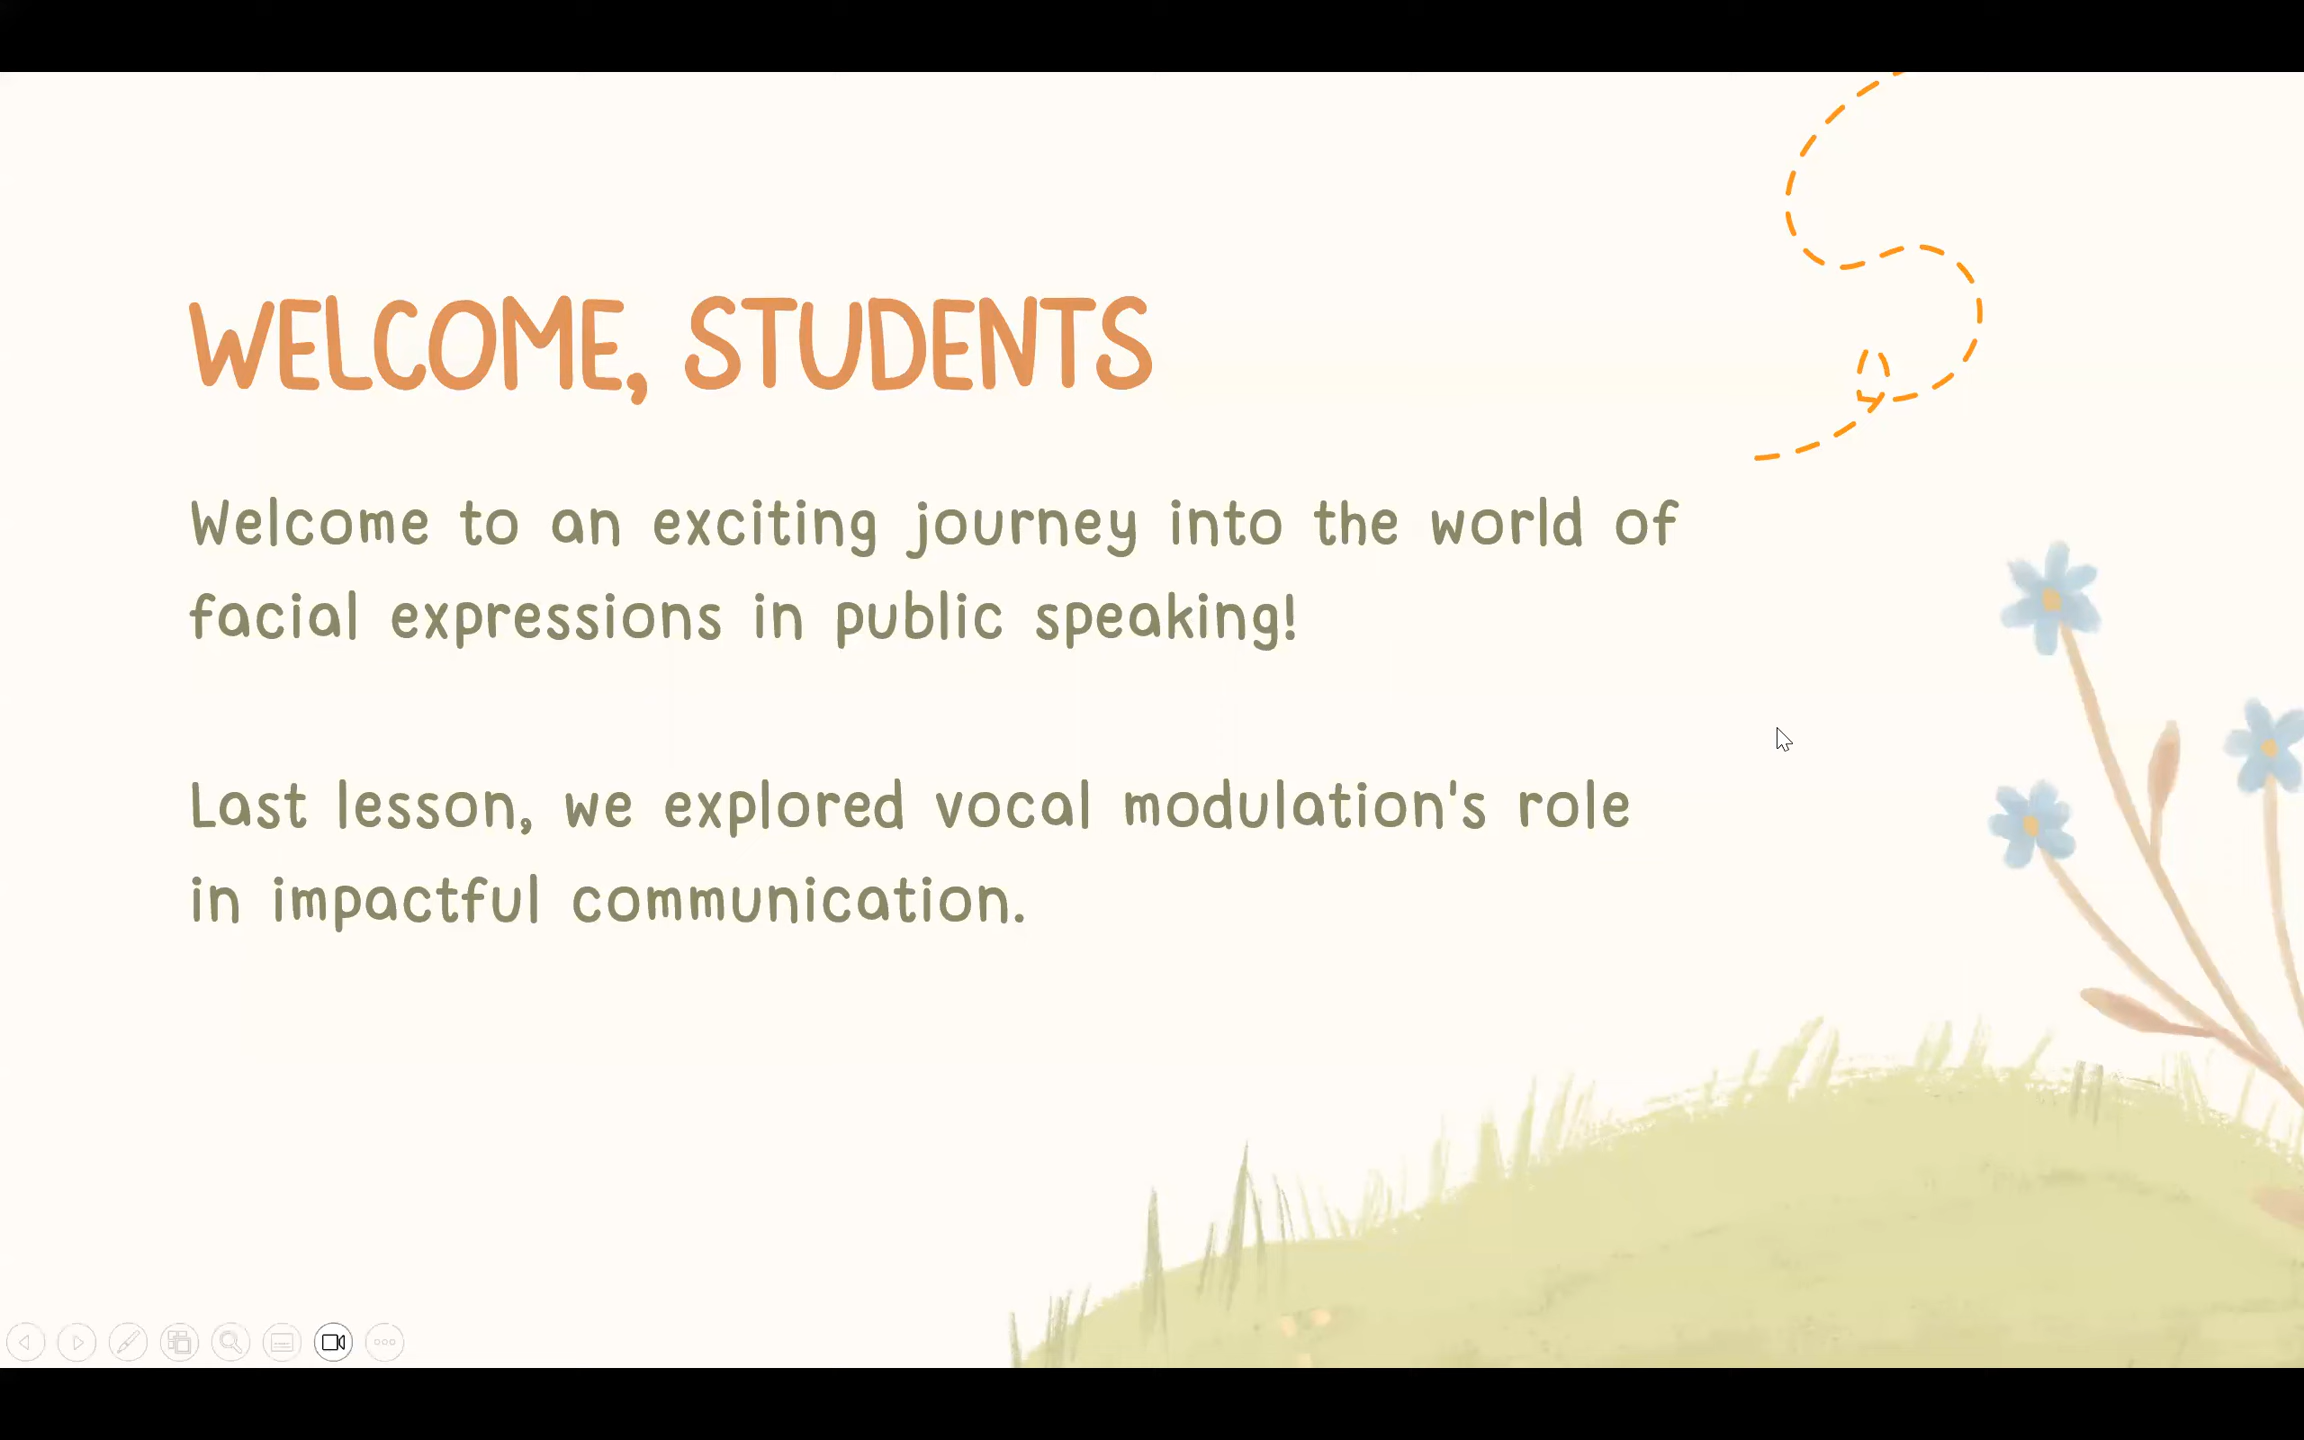 WELCOME, STUDENTS
Welcome to an exciting journey into the world of
facial expressions in public speaking!
Last lesson, we explored vocal modulation's role
in impactful communication.